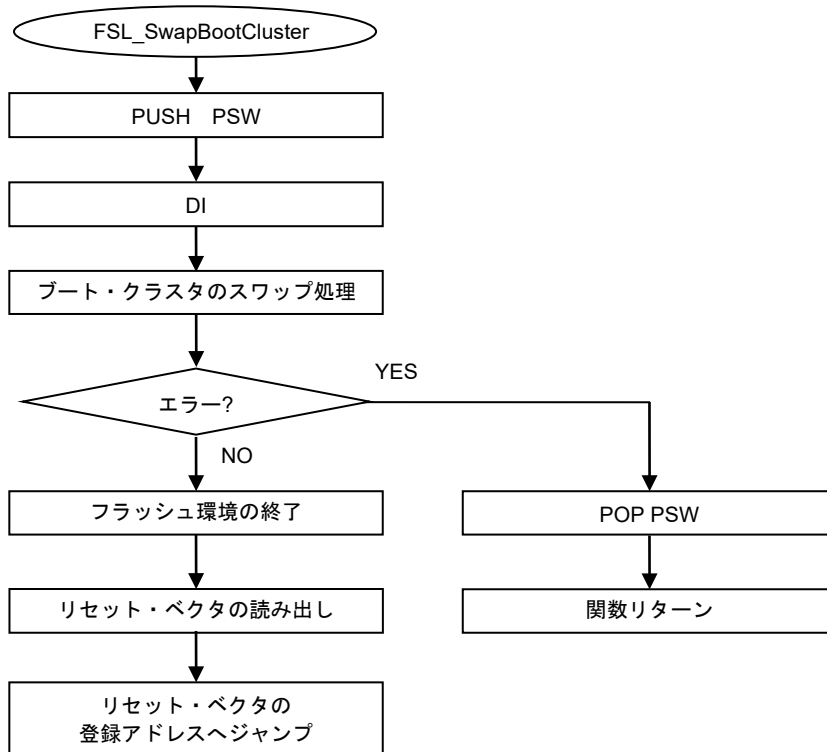 FSL_SwapBootCluster
PUSH PSW
DI
ブート・クラスタのスワップ処理
YES
エラー?
NO
フラッシュ環境の終了
POP PSW
リセット・ベクタの読み出し
関数リターン
リセット・ベクタの
登録アドレスへジャンプ